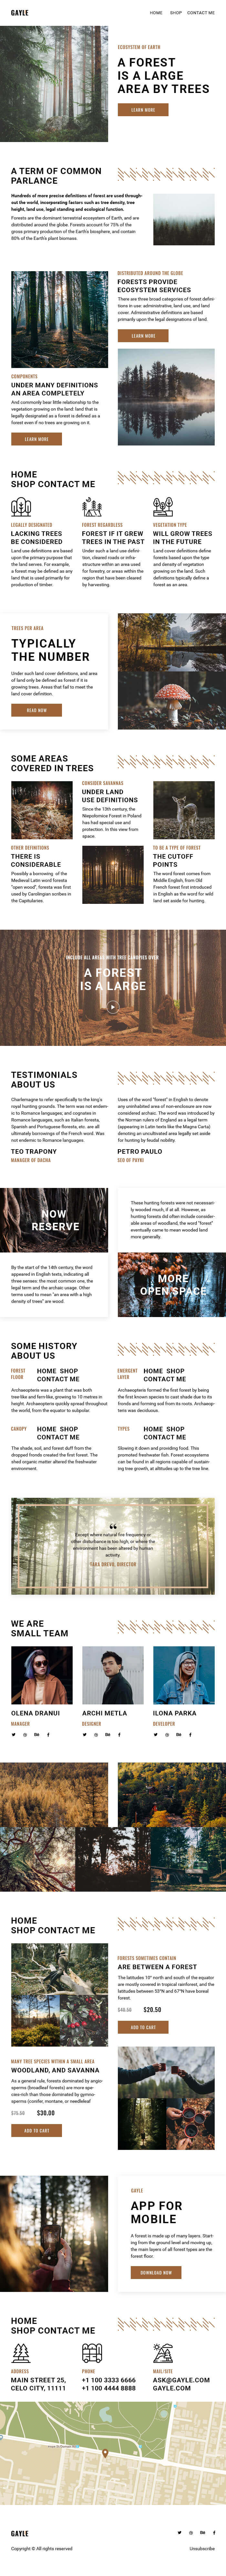 GAYLE
HOME SHOP CONTACT ME
ECOSYSTEM OF EARTH
A FOREST
IS A LARGE
AREA BY TREES
LEARN MORE
A TERM OF COMMON
PARLANCE
Hundreds of more precise definitions of forest are used through-
out the world, incorporating factors such as tree density, tree
height, land use, legal standing and ecological function.
Forests are the dominant terrestrial ecosystem of Earth, and are
distributed around the globe. Forests account for 75% of the
gross primary production of the Earth's biosphere, and contain
80% of the Earth's plant biomass.
DISTRIBUTED AROUND THE GLOBE
FORESTS PROVIDE
ECOSYSTEM SERVICES
There are three broad categories of forest defini-
tions in use: administrative, land use, and land
cover. Administrative definitions are based
primarily upon the legal designations of land.
LEARN MORE
COMPONENTS
UNDER MANY DEFINITIONS
AN AREA COMPLETELY
And commonly bear little relationship to the
vegetation growing on the land: land that is
legally designated as a forest is defined as a
forest even if no trees are growing on it.
LEARN MORE
HOME
SHOP CONTACT ME
LEGALLY DESIGNATED
LACKING TREES
BE CONSIDERED
Land use definitions are based
upon the primary purpose that
the land serves. For example,
a forest may be defined as any
land that is used primarily for
production of timber.
FOREST REGARDLESS
FOREST IF IT GREW
TREES IN THE PAST
Under such a land use defini-
tion, cleared roads or infra-
structure within an area used
for forestry, or areas within the
region that have been cleared
by harvesting.
VEGETATION TYPE
WILL GROW TREES
IN THE FUTURE
Land cover definitions define
forests based upon the type
and density of vegetation
growing on the land. Such
definitions typically define a
forest as an area.
TREES PER AREA
TYPICALLY
THE NUMBER
Under such land cover definitions, and area
of land only be defined as forest if it is
growing trees. Areas that fail to meet the
land cover definition.
READ NOW
SOME AREAS
COVERED IN TREES
CONSIDER SAVANNAS
UNDER LAND
USE DEFINITIONS
Since the 13th century, the
Niepołomice Forest in Poland
has had special use and
protection. In this view from
space.
OTHER DEFINITIONS
THERE IS
CONSIDERABLE
Possibly a borrowing of the
Medieval Latin word foresta
"open wood", foresta was first
used by Carolingian scribes in
the Capitularies.
TO BE A TYPE OF FOREST
THE CUTOFF
POINTS
The word forest comes from
Middle English, from Old
French forest first introduced
in English as the word for wild
land set aside for hunting.
INCLUDE ALL AREAS WITH TREE CANOPIES OVER
A FOREST
IS A LARGE
TESTIMONIALS
ABOUT US
Charlemagne to refer specifically to the king's
royal hunting grounds. The term was not endem-
ic to Romance languages; and cognates in
Romance languages, such as Italian foresta,
Spanish and Portuguese floresta, etc. are all
ultimately borrowings of the French word. Was
not endemic to Romance languages.
TEO TRAPONY
MANAGER OF DACHA
Uses of the word "forest" in English to denote
any uninhabited area of non-enclosure are now
considered archaic. The word was introduced by
the Norman rulers of England as a legal term
(appearing in Latin texts like the Magna Carta)
denoting an uncultivated area legally set aside
for hunting by feudal nobility.
PETRO PAULO
SEO OF PRYKI
NOW
RESERVE
By the start of the 14th century, the word
appeared in English texts, indicating all
three senses: the most common one, the
legal term and the archaic usage. Other
terms used to mean "an area with a high
density of trees" are wood.
These hunting forests were not necessari-
ly wooded much, if at all. However, as
hunting forests did often include consider-
able areas of woodland, the word "forest"
eventually came to mean wooded land
more generally.
MORE
OPEN SPACE
SOME HISTORY
ABOUT US
FOREST
FLOOR
HOME SHOP
CONTACT ME
Archaeopteris was a plant that was both
tree-like and fern-like, growing to 10 metres in
height. Archaeopteris quickly spread throughout
the world, from the equator to subpolar.
EMERGENT
LAYER
HOME SHOP
CONTACT ME
Archaeopteris formed the first forest by being
the first known species to cast shade due to its
fronds and forming soil from its roots. Archaeop-
teris was deciduous.
CANOPY
HOME SHOP
CONTACT ME
The shade, soil, and forest duff from the
dropped fronds created the first forest. The
shed organic matter altered the freshwater
environment.
TYPES
HOME SHOP
CONTACT ME
Slowing it down and providing food. This
promoted freshwater fish. Forest ecosystems
can be found in all regions capable of sustain-
ing tree growth, at altitudes up to the tree line.
“
Except where natural fire frequency or
other disturbance is too high, or where the
environment has been altered by human
activity.
TARA DREVO, DIRECTOR
WE ARE
SMALL TEAM
OLENA DRANUI
MANAGER
ARCHI METLA
DESIGNER
ILONA PARKA
DEVELOPER
HOME
SHOP CONTACT ME
FORESTS SOMETIMES CONTAIN
ARE BETWEEN A FOREST
The latitudes 10° north and south of the equator
are mostly covered in tropical rainforest, and the
latitudes between 53°N and 67°N have boreal
forest.
$40.50 $20.50
ADD TO CART
MANY TREE SPECIES WITHIN A SMALL AREA
WOODLAND, AND SAVANNA
As a general rule, forests dominated by angio-
sperms (broadleaf forests) are more spe-
cies-rich than those dominated by gymno-
sperms (conifer, montane, or needleleaf
$70.50 $30.00
ADD TO CART
GAYLE
APP FOR
MOBILE
A forest is made up of many layers. Start-
ing from the ground level and moving up,
the main layers of all forest types are the
forest floor.
DOWNLOAD NOW
HOME
SHOP CONTACT ME
ADDRESS
MAIN STREET 25,
CELO CITY, 11111
PHONE
+1 100 3333 6666
+1 100 4444 8888
MAIL/SITE
ASK@GAYLE.COM
GAYLE.COM
GAYLE
Copyright © All rights reserved
Unsubscribe